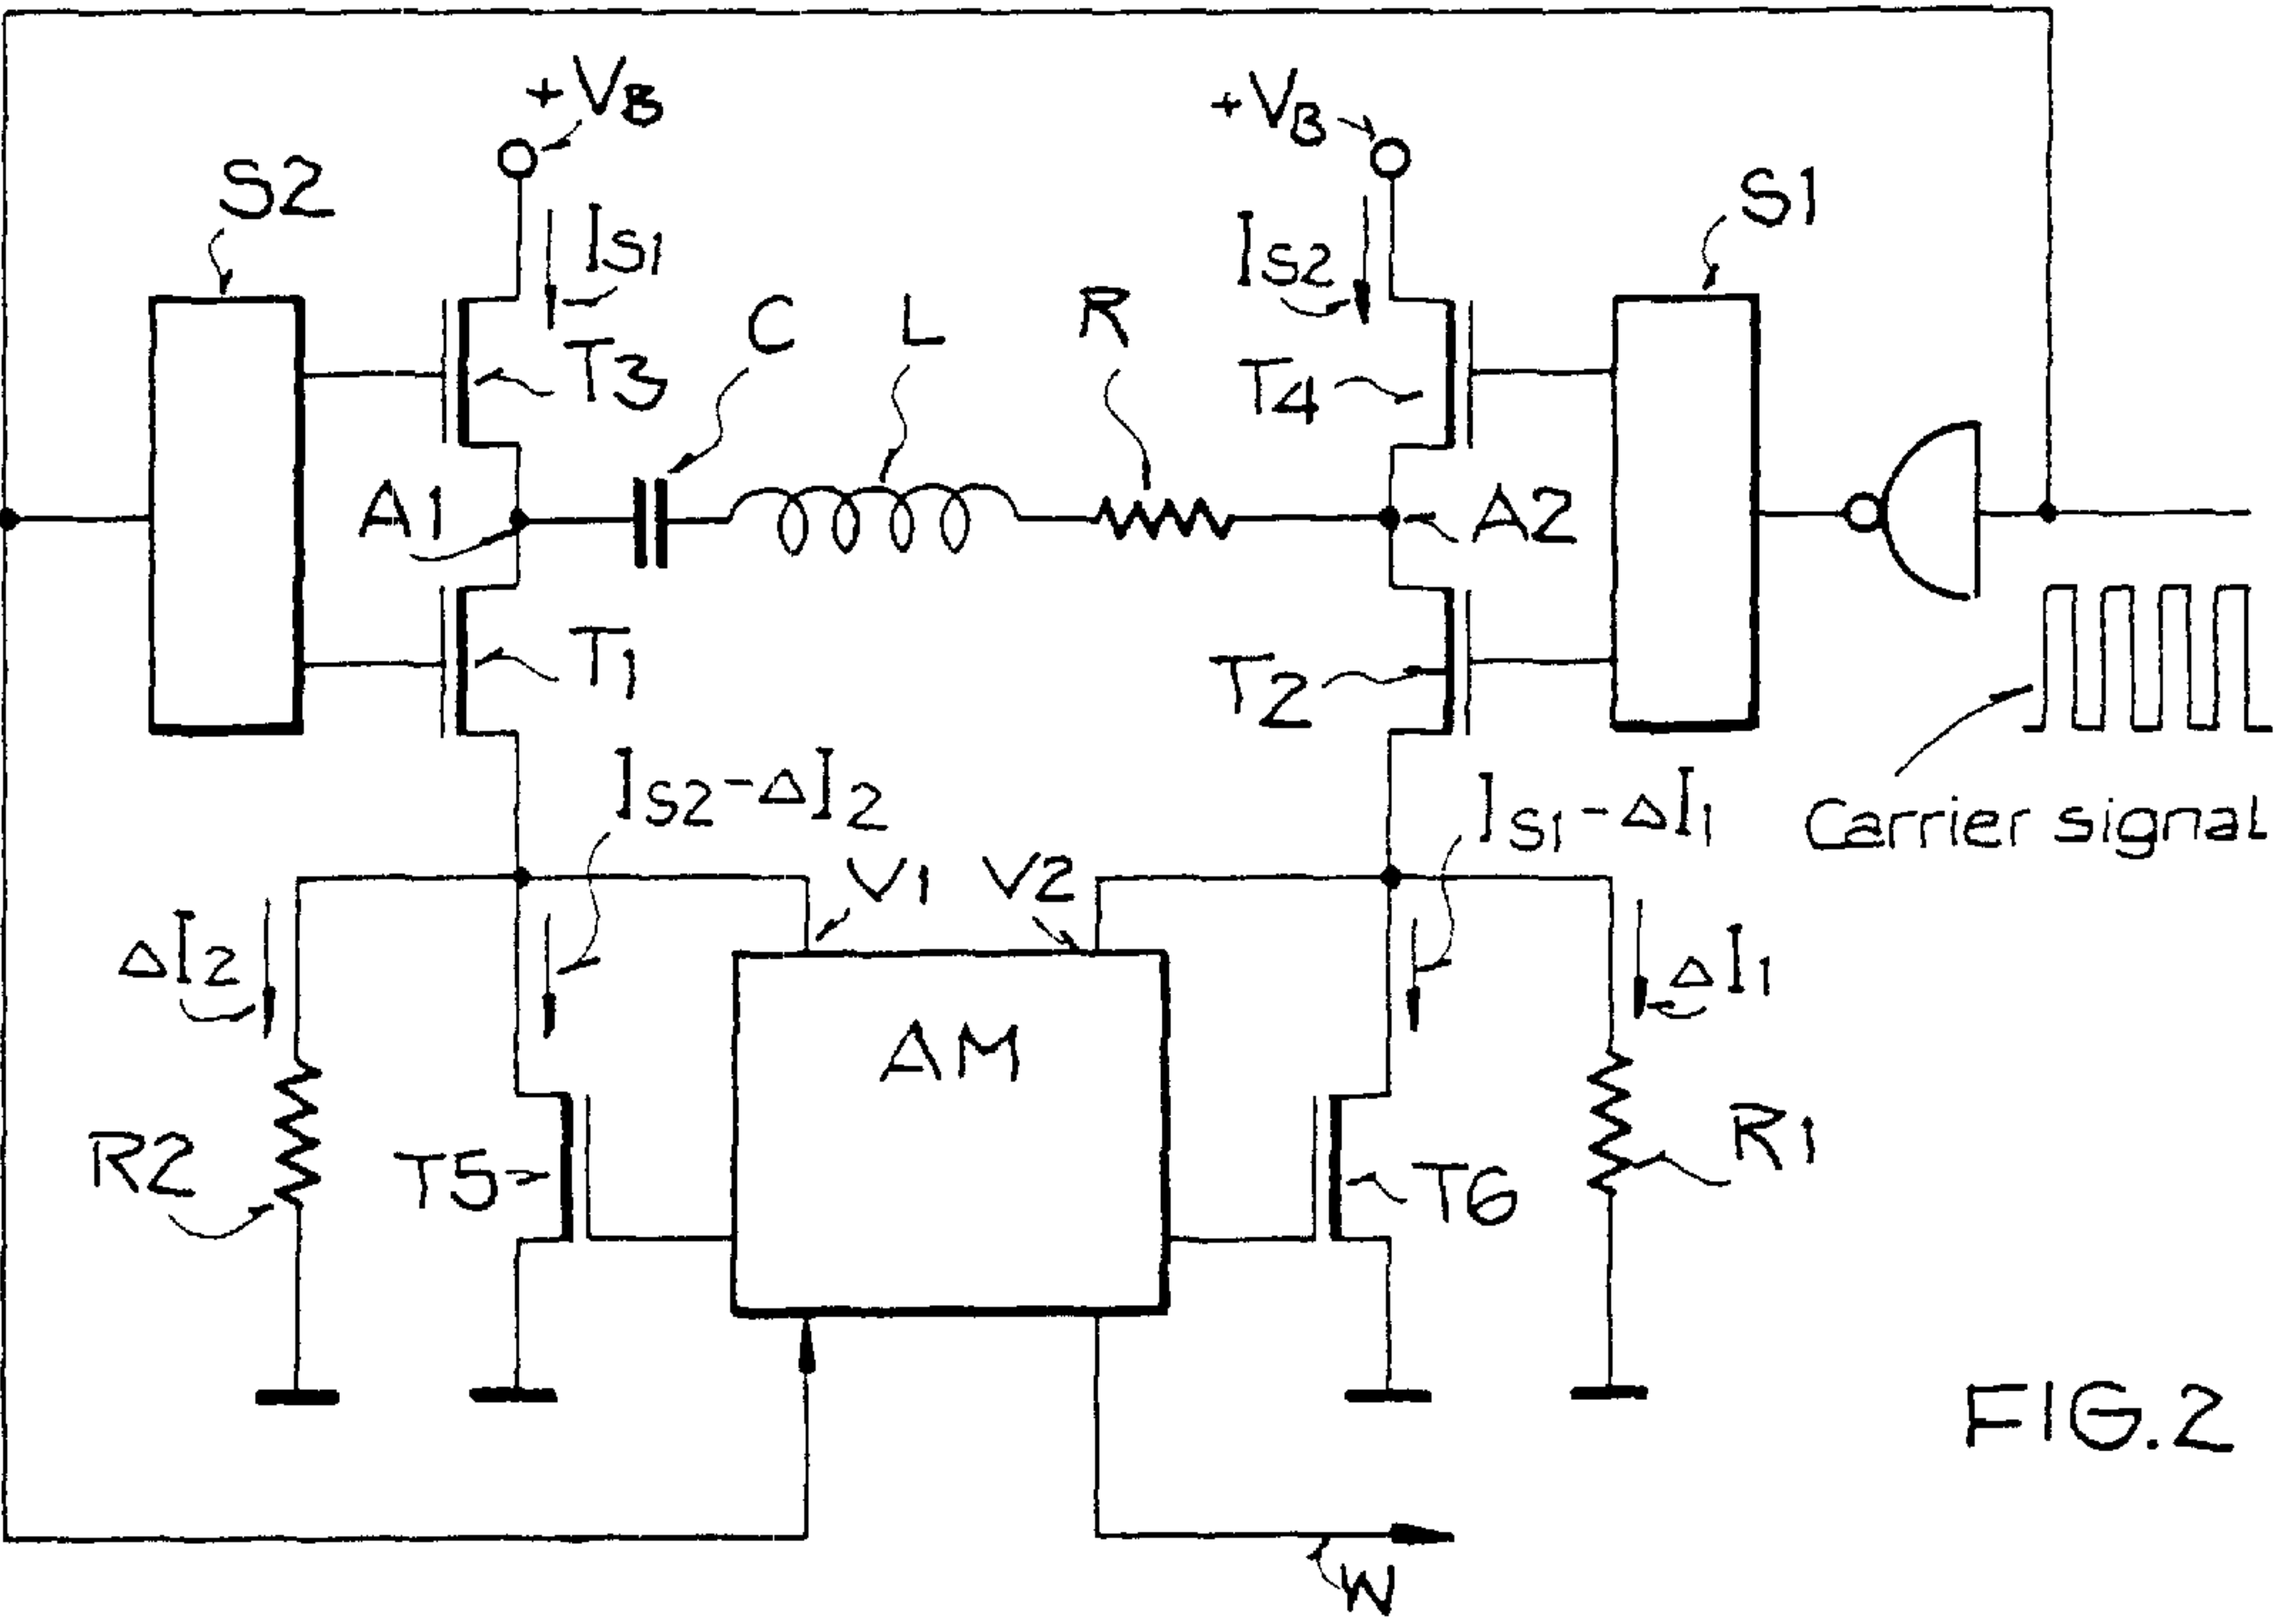 +VB
+VB
S2
S1
IS1
IS2
C
L
R
T3
T4
A1
A2
T1
T2
IS2-ΔI2
IS1-ΔI1
Carrier signal
V1
V2
ΔI2
ΔI1
AM
R2
T5
T6
R1
FIG.2
W